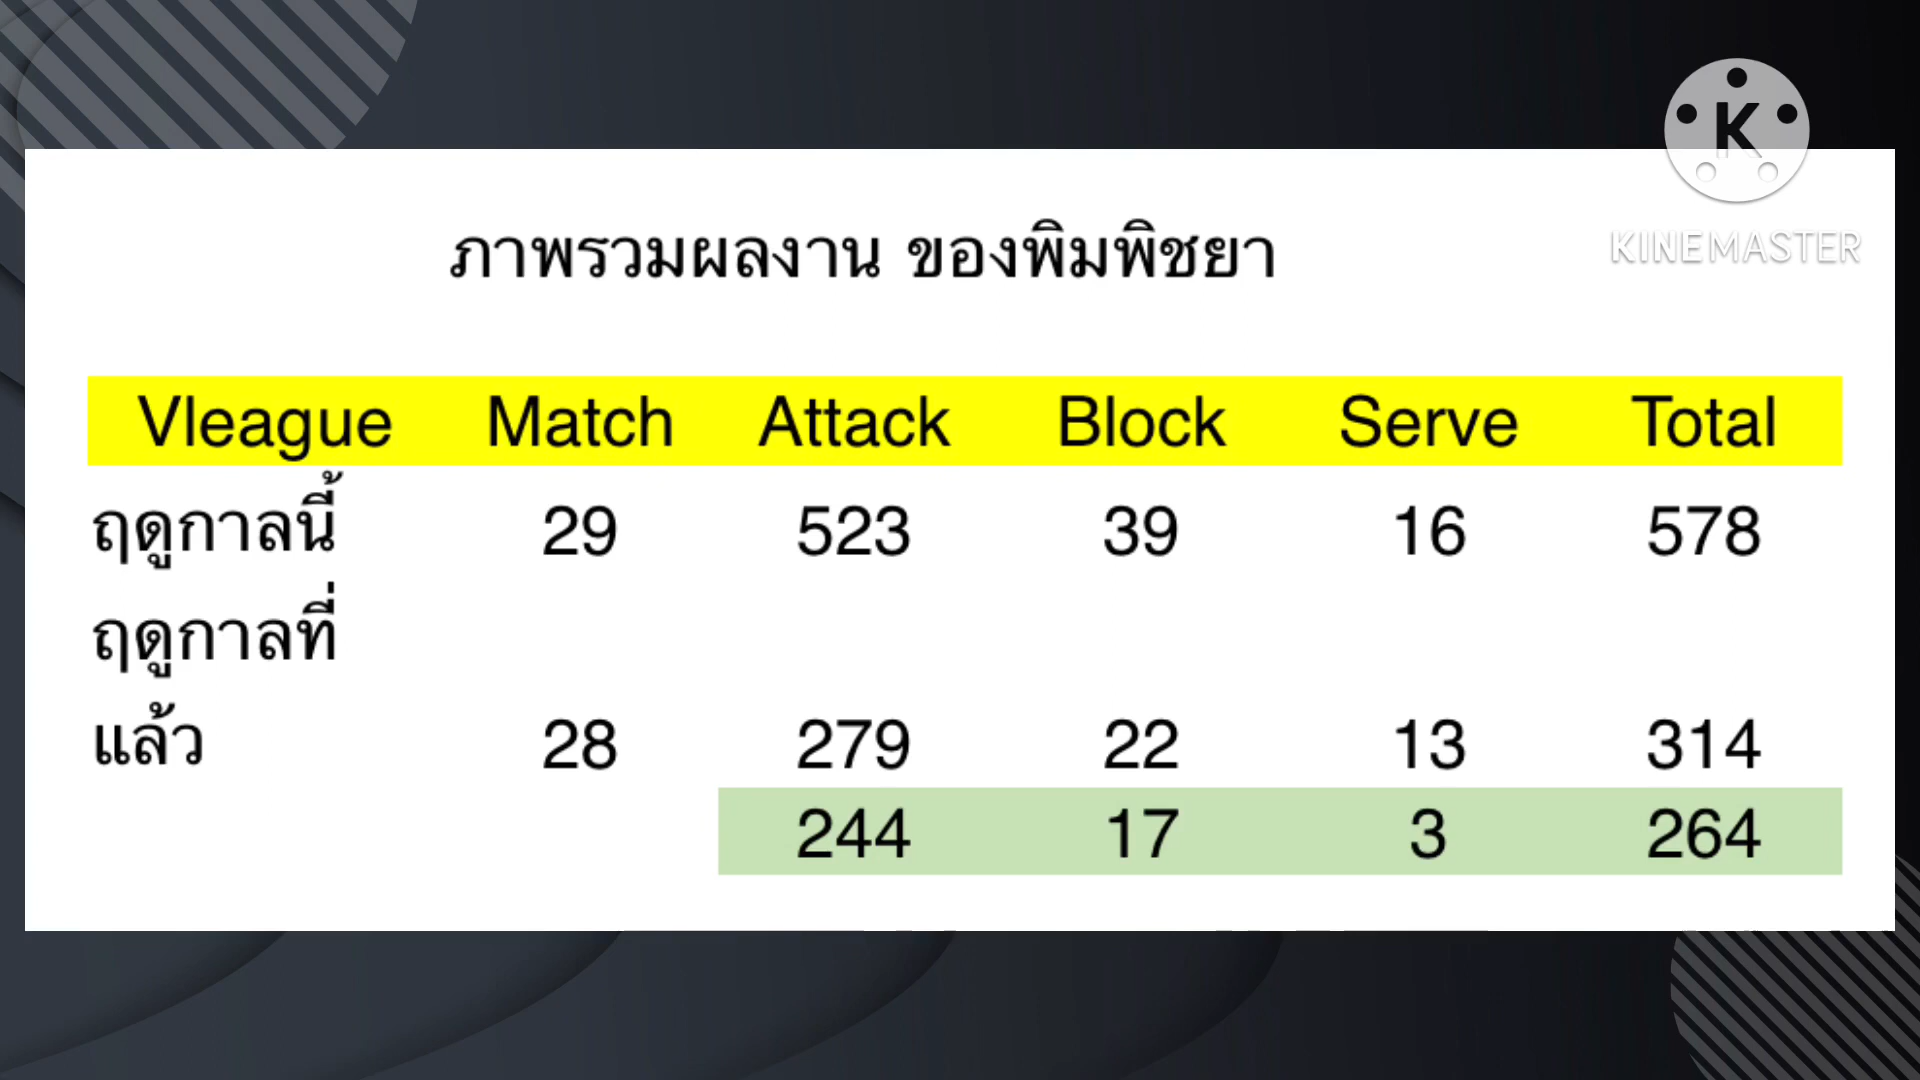 K
KINEMASTER
ภาพรวมผลงาน ของพิมพิชยา
Vleague Match Attack Block Serve Total
ฤดูกาลนี้ 29 523 39 16 578
ฤดูกาลที่
แล้ว 28 279 22 13 314
244 17 3 264